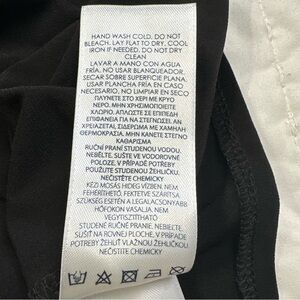 HAND WASH COLD. DO NOT
BLEACH. LAY FLAT TO DRY. COOL
IRON IF NEEDED. DO NOT DRY
CLEAN
LAVAR A MANO CON AGUA
FRÍA. NO USAR BLANQUEADOR.
SECAR SOBRE SUPERFICIE PLANA.
USAR PLANCHA FRÍA EN CASO
NECESARIO. NO LIMPIAR EN SECO
ΠΛΥΝΕΤΕ ΣΤΟ ΧΕΡΙ ΜΕ ΚΡΥΟ
ΝΕΡΟ. ΜΗΝ ΧΡΗΣΙΜΟΠΟΙΕΙΤΕ
ΧΛΩΡΙΟ. ΑΠΛΩΣΤΕ ΣΕ ΕΠΙΠΕΔΗ
ΕΠΙΦΑΝΕΙΑ ΓΙΑ ΝΑ ΣΤΕΓΝΩΣΕΙ. ΑΝ
ΧΡΕΙΑΖΕΤΑΙ, ΣΙΔΕΡΩΜΑ ΣΕ ΧΑΜΗΛΗ
ΘΕΡΜΟΚΡΑΣΙΑ. ΜΗΝ ΚΑΝΕΤΕ ΣΤΕΓΝΟ
ΚΑΘΑΡΙΣΜΑ
RUČNÍ PRANÍ STUDENOU VODOU.
NEBĚLIT. SUŠTE VE VODOROVNÉ
POLOZE. V PŘÍPADĚ POTŘEBY
POUŽIJTE STUDENOU ŽEHLIČKU.
NEČISTĚTE CHEMICKY
KÉZI MOSÁS HIDEG VÍZBEN. NEM
FEHÉRÍTHETŐ. FEKTETVE SZÁRÍTSA
SZÜKSÉG ESETÉN A LEGALACSONYABB
HŐFOKON VASALJA. NEM
VEGYTISZTÍTHATÓ
STUDENÉ RUČNÉ PRANIE. NEBIEĽTE.
SUŠIŤ NA ROVNEJ PLOCHE. V PRÍPADE
POTREBY ŽEHLIŤ VLAŽNOU ŽEHLIČKOU.
NEČISTITE CHEMICKY